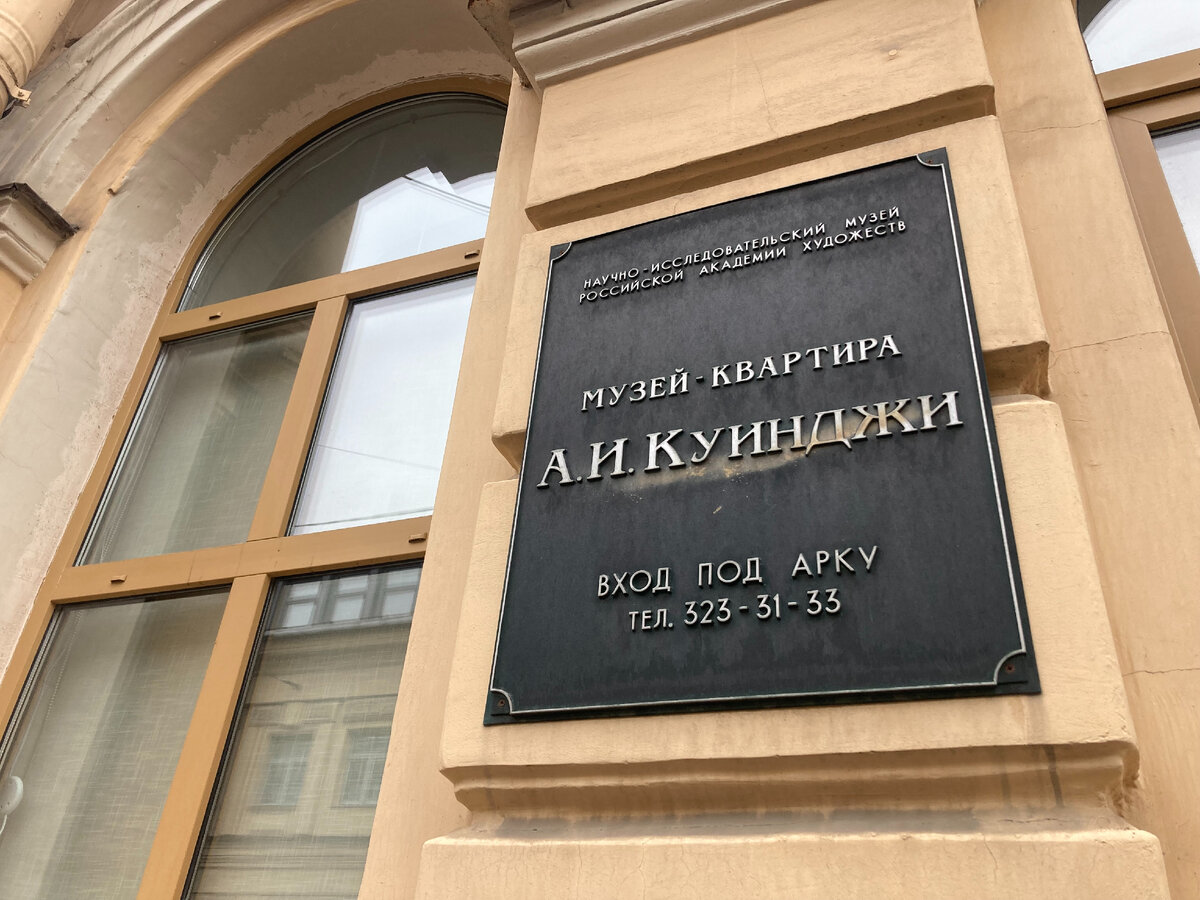 НАУЧНО-ИССЛЕДОВАТЕЛЬСКИЙ МУЗЕЙ
РОССИЙСКОЙ АКАДЕМИИ ХУДОЖЕСТВ
МУЗЕЙ-КВАРТИРА
А.И.КУИНДЖИ
ВХОД ПОД АРКУ
ТЕЛ. 323-31-33